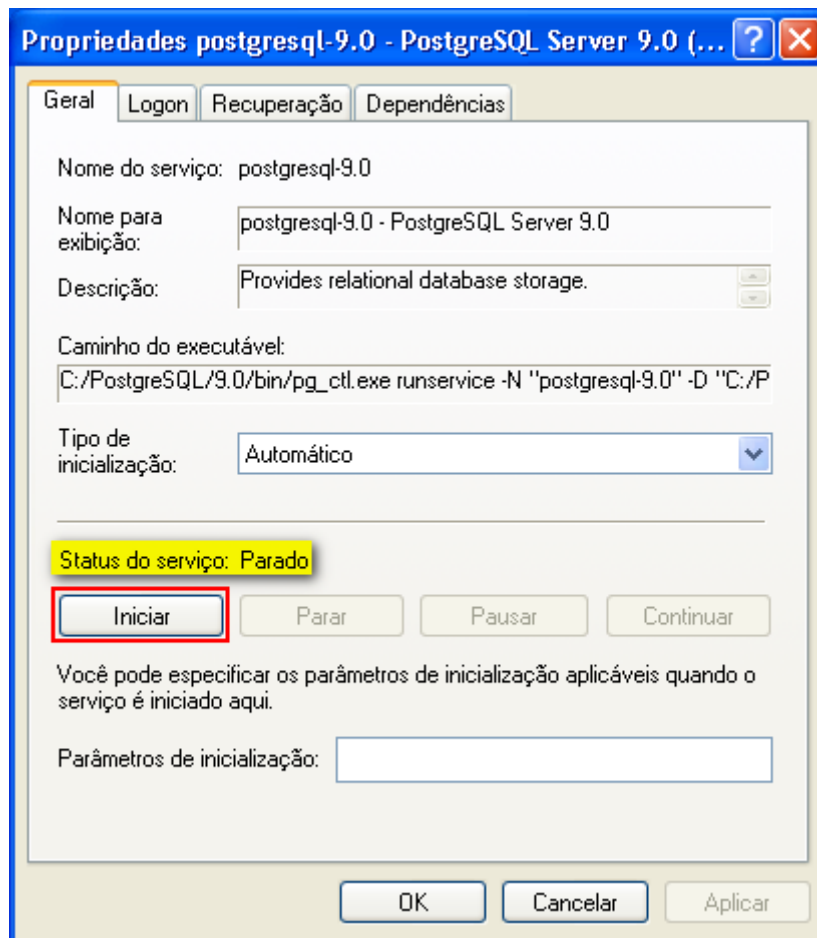 Propriedades postgresql-9.0 - PostgreSQL Server 9.0 (...
Geral Logon Recuperação Dependências
Nome do serviço: postgresql-9.0
Nome para
exibição:
postgresql-9.0 - PostgreSQL Server 9.0
Descrição:
Provides relational database storage.
Caminho do executável:
C:/PostgreSQL/9.0/bin/pg_ctl.exe runservice -N "postgresql-9.0" -D "C:/P
Tipo de
inicialização:
Automático
Status do serviço: Parado
Iniciar Parar Pausar Continuar
Você pode especificar os parâmetros de inicialização aplicáveis quando o
serviço é iniciado aqui.
Parâmetros de inicialização:
OK Cancelar Aplicar